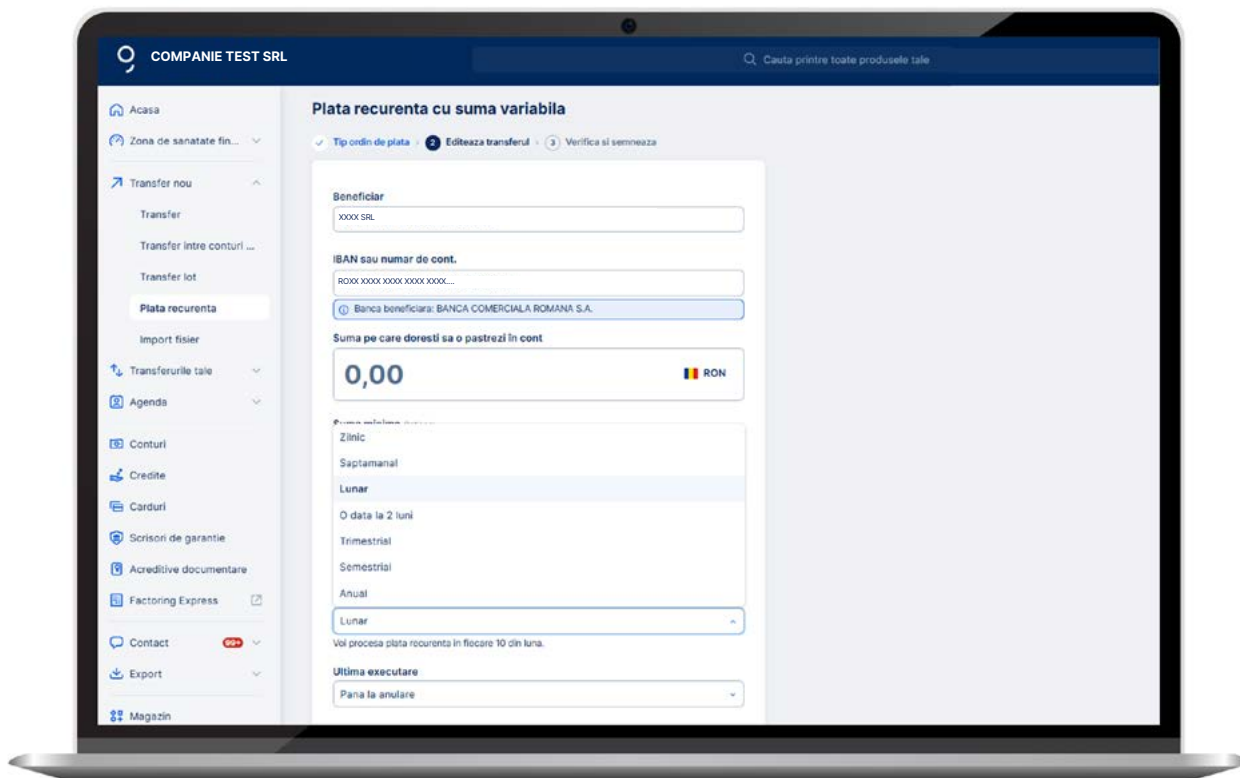 COMPANIE TEST SRL
Cauta printre toate produsele tale
Acasa
Zona de sanatate fin...
Transfer nou
Transfer
Transfer intre conturi ...
Transfer lot
Plata recurenta
Import fisier
Transferurile tale
Agenda
Conturi
Credite
Carduri
Scrisori de garantie
Acreditive documentare
Factoring Express
Contact 99+
Export
Magazin
Plata recurenta cu suma variabila
Tip ordin de plata > 2 Editeaza transferul > 3 Verifica si semneaza
Beneficiar
XXXX SRL
IBAN sau numar de cont.
ROXX XXXX XXXX XXXX XXXX....
Banca beneficiara: BANCA COMERCIALA ROMANA S.A.
Suma pe care doresti sa o pastrezi în cont
0,00 RON
Suma minima
Zilnic
Saptamanal
Lunar
O data la 2 luni
Trimestrial
Semestrial
Anual
Lunar
Voi procesa plata recurenta in fiecare 10 din luna.
Ultima executare
Pana la anulare